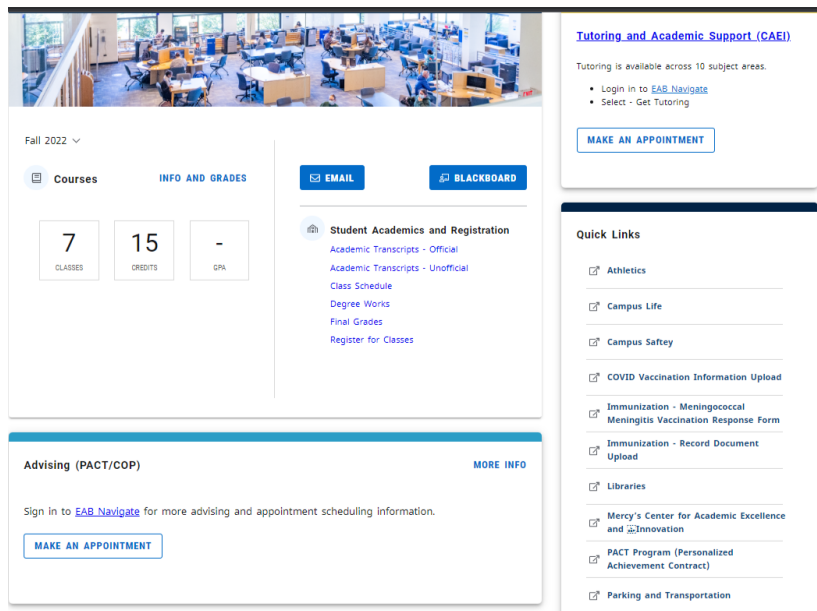 Fall 2022
Courses
INFO AND GRADES
7
CLASSES
15
CREDITS
-
GPA
EMAIL
BLACKBOARD
Student Academics and Registration
Academic Transcripts - Official
Academic Transcripts - Unofficial
Class Schedule
Degree Works
Final Grades
Register for Classes
Advising (PACT/COP)
MORE INFO
Sign in to EAB Navigate for more advising and appointment scheduling information.
MAKE AN APPOINTMENT
Tutoring and Academic Support (CAEI)
Tutoring is available across 10 subject areas.
Login in to EAB Navigate
Select - Get Tutoring
MAKE AN APPOINTMENT
Quick Links
Athletics
Campus Life
Campus Saftey
COVID Vaccination Information Upload
Immunization - Meningococcal
Meningitis Vaccination Response Form
Immunization - Record Document
Upload
Libraries
Mercy's Center for Academic Excellence
and Innovation
PACT Program (Personalized
Achievement Contract)
Parking and Transportation